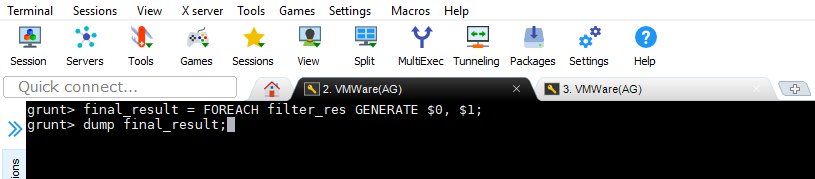 Terminal Sessions View X server Tools Games Settings Macros Help
Session Servers Tools Games Sessions View Split MultiExec Tunneling Packages Settings Help
Quick connect... 2. VMWare(AG) 3. VMWare(AG)
grunt> final_result = FOREACH filter_res GENERATE $0, $1;
grunt> dump final_result;